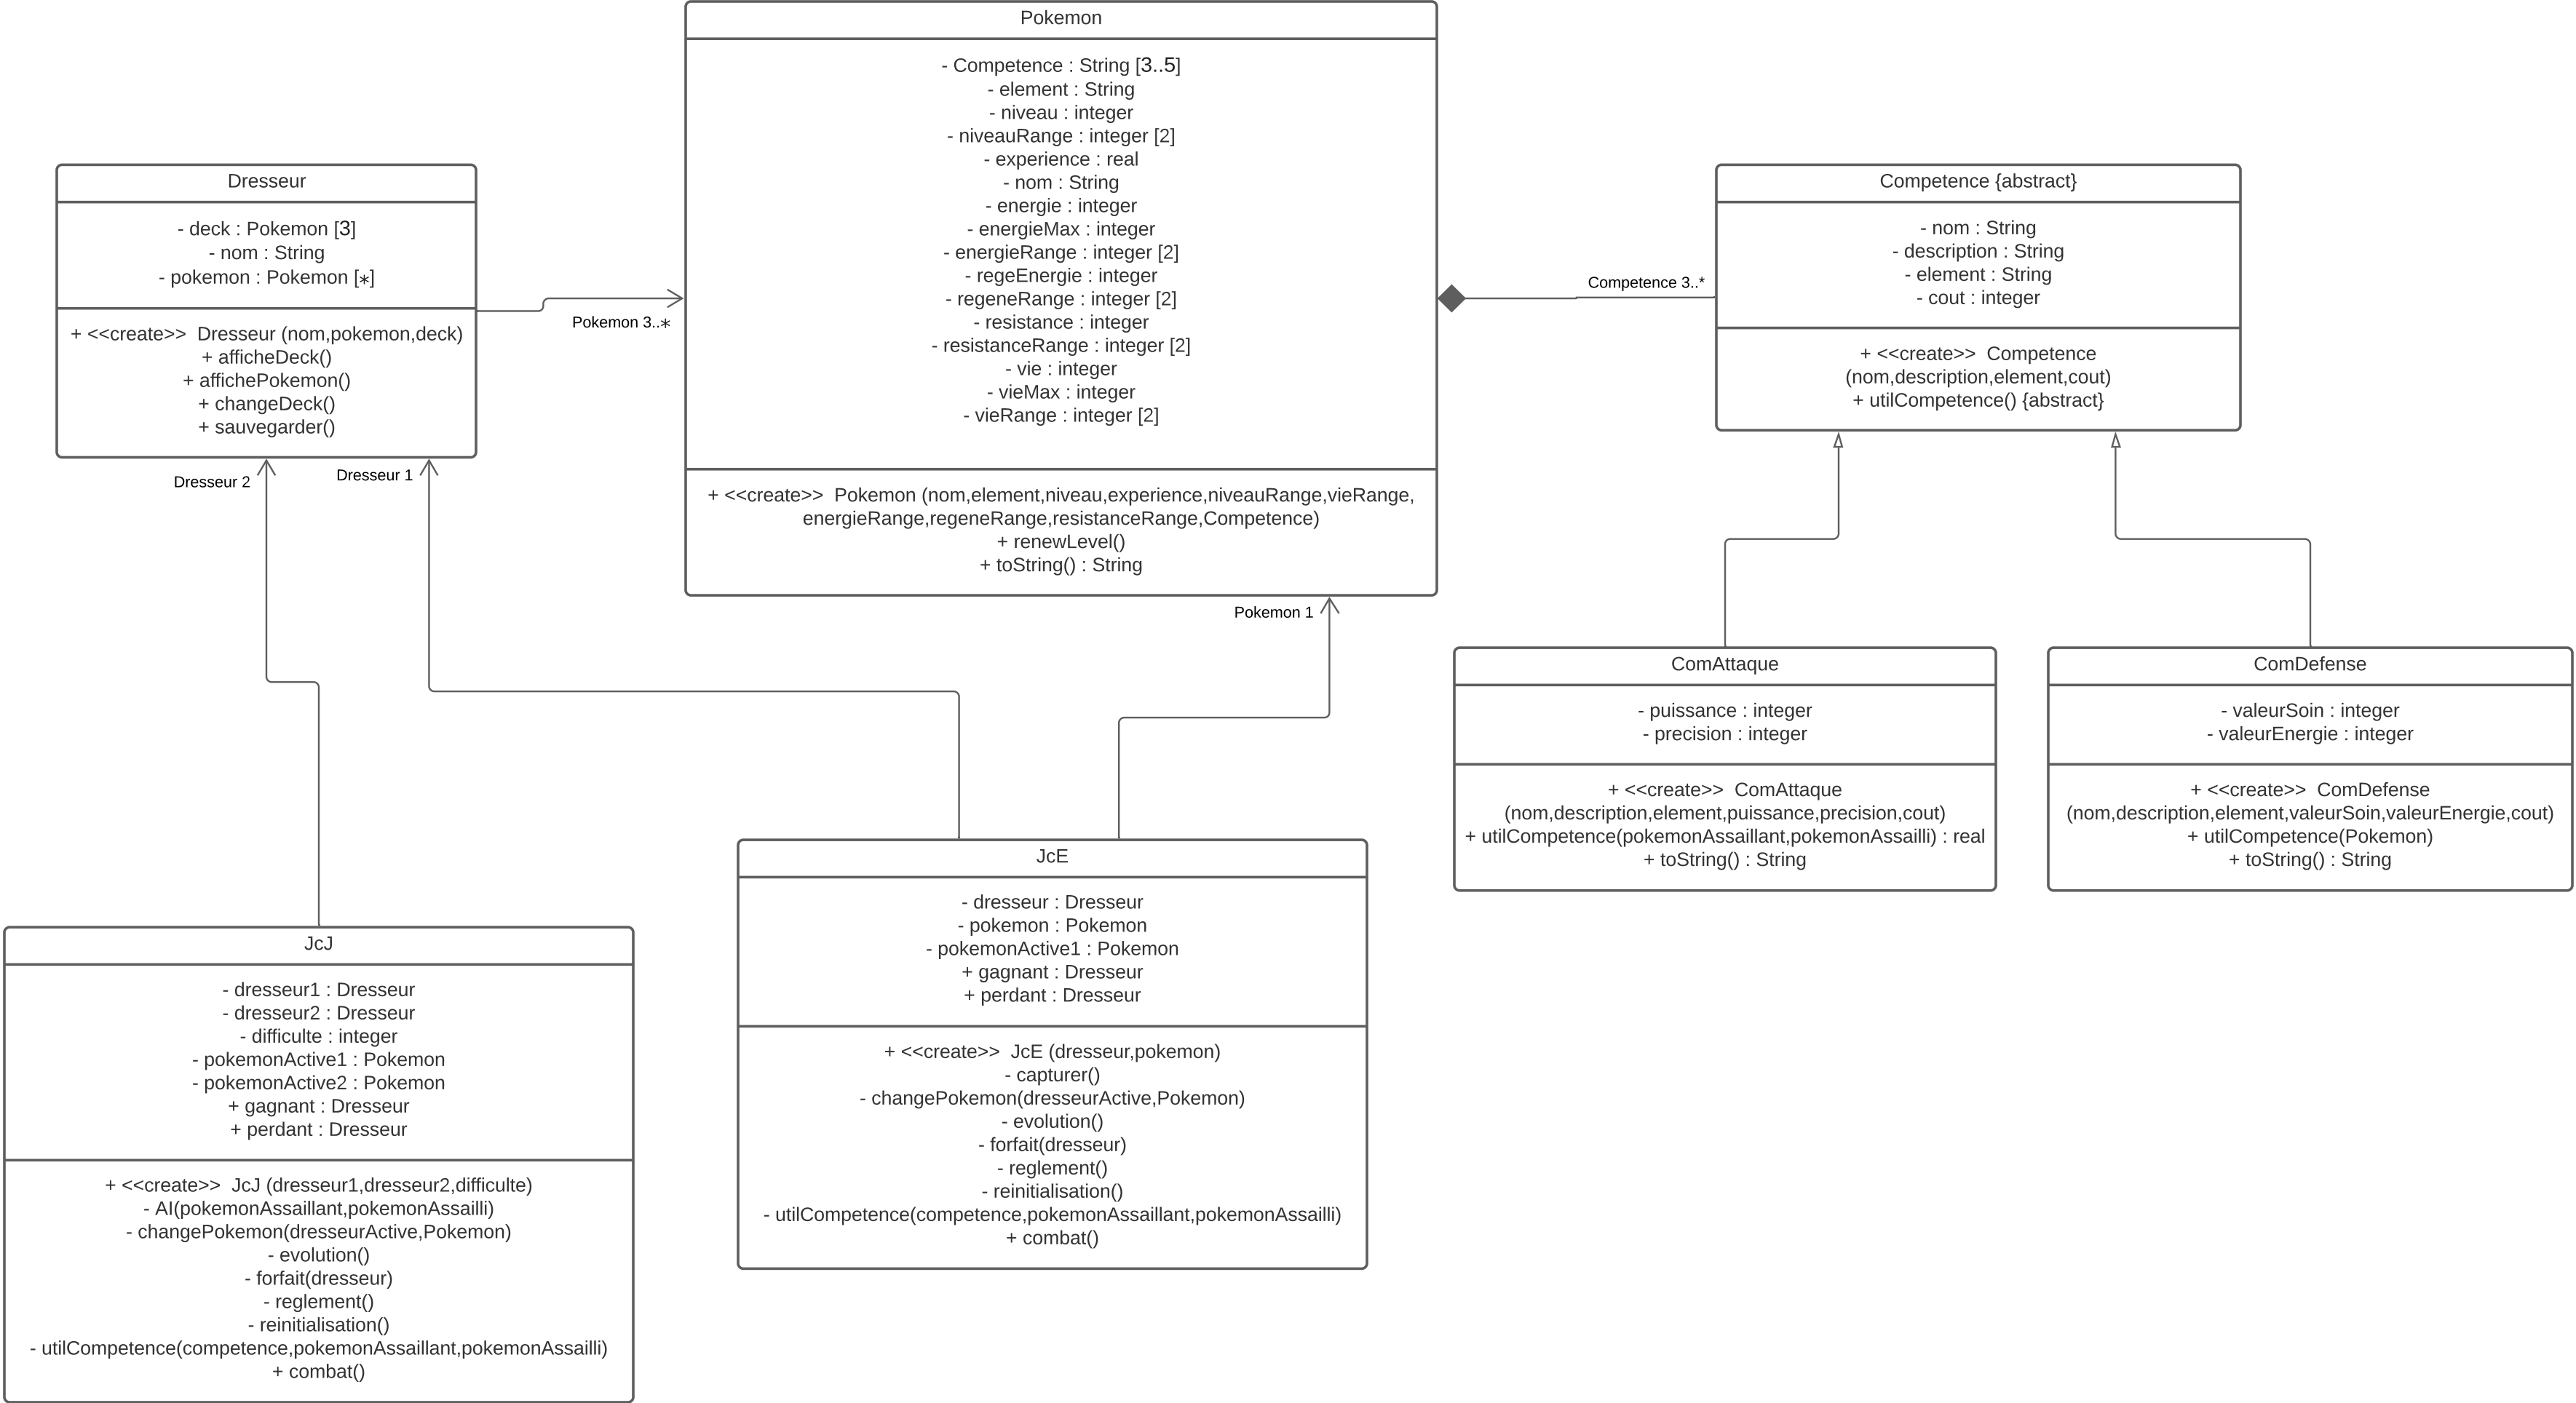 Pokemon
- Competence : String [3..5]
- element : String
- niveau : integer
- niveauRange : integer [2]
- experience : real
- nom : String
- energie : integer
- energieMax : integer
- energieRange : integer [2]
- regeEnergie : integer
- regeneRange : integer [2]
- resistance : integer
- resistanceRange : integer [2]
- vie : integer
- vieMax : integer
- vieRange : integer [2]
+ <<create>>  Pokemon (nom,element,niveau,experience,niveauRange,vieRange,
energieRange,regeneRange,resistanceRange,Competence)
+ renewLevel()
+ toString() : String
Dresseur
- deck : Pokemon [3]
- nom : String
- pokemon : Pokemon [*]
+ <<create>>  Dresseur (nom,pokemon,deck)
+ afficheDeck()
+ affichePokemon()
+ changeDeck()
+ sauvegarder()
Pokemon 3..*
Competence 3..*
Competence {abstract}
- nom : String
- description : String
- element : String
- cout : integer
+ <<create>>  Competence
(nom,description,element,cout)
+ utilCompetence() {abstract}
Dresseur 2
Dresseur 1
Pokemon 1
ComAttaque
- puissance : integer
- precision : integer
+ <<create>>  ComAttaque
(nom,description,element,puissance,precision,cout)
+ utilCompetence(pokemonAssaillant,pokemonAssailli) : real
+ toString() : String
ComDefense
- valeurSoin : integer
- valeurEnergie : integer
+ <<create>>  ComDefense
(nom,description,element,valeurSoin,valeurEnergie,cout)
+ utilCompetence(Pokemon)
+ toString() : String
JcE
- dresseur : Dresseur
- pokemon : Pokemon
- pokemonActive1 : Pokemon
+ gagnant : Dresseur
+ perdant : Dresseur
+ <<create>>  JcE (dresseur,pokemon)
- capturer()
- changePokemon(dresseurActive,Pokemon)
- evolution()
- forfait(dresseur)
- reglement()
- reinitialisation()
- utilCompetence(competence,pokemonAssaillant,pokemonAssailli)
+ combat()
JcJ
- dresseur1 : Dresseur
- dresseur2 : Dresseur
- difficulte : integer
- pokemonActive1 : Pokemon
- pokemonActive2 : Pokemon
+ gagnant : Dresseur
+ perdant : Dresseur
+ <<create>>  JcJ (dresseur1,dresseur2,difficulte)
- AI(pokemonAssaillant,pokemonAssailli)
- changePokemon(dresseurActive,Pokemon)
- evolution()
- forfait(dresseur)
- reglement()
- reinitialisation()
- utilCompetence(competence,pokemonAssaillant,pokemonAssailli)
+ combat()